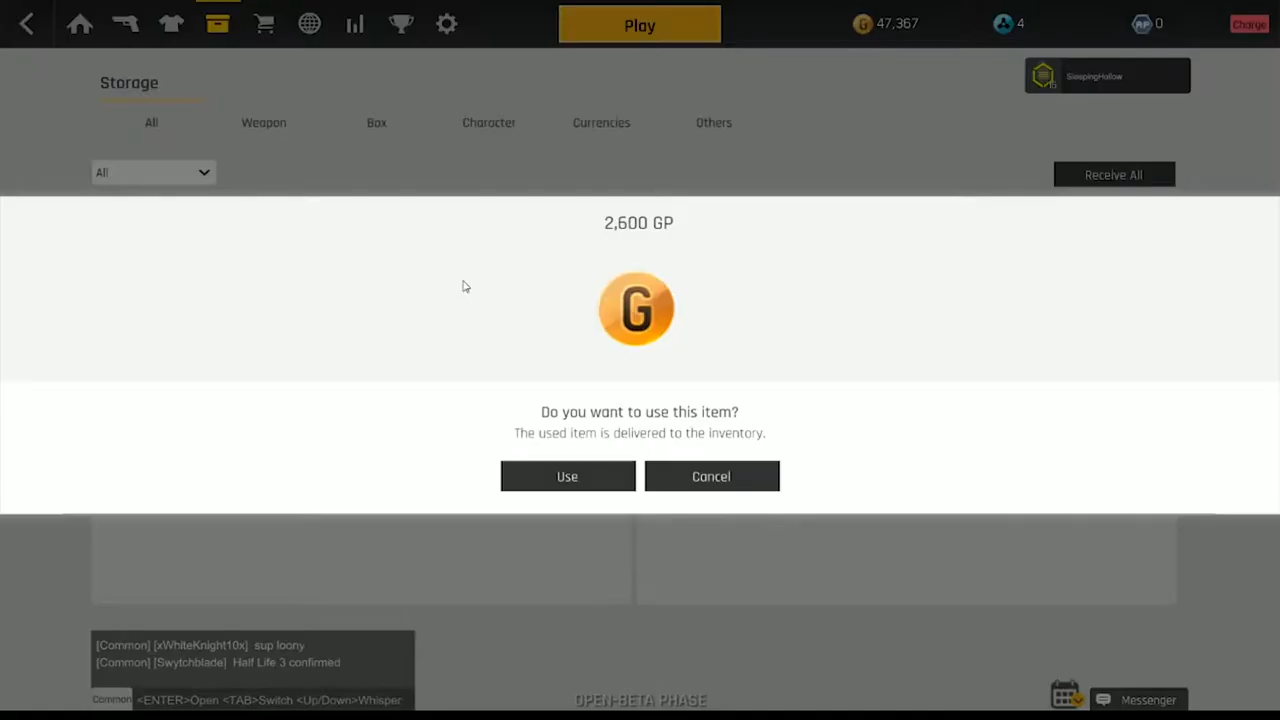 Play
47,367
4
RP 0
Charge
Storage
15
SleepingHollow
All
Weapon
Box
Character
Currencies
Others
All
Receive All
2,600 GP
G
Do you want to use this item?
The used item is delivered to the inventory.
Use
Cancel
[Common] [xWhiteKnight10x] sup loony
[Common] [Swytchblade] Half Life 3 confirmed
Common <ENTER>Open <TAB>Switch <Up/Down>Whisper
OPEN-BETA PHASE
Messenger